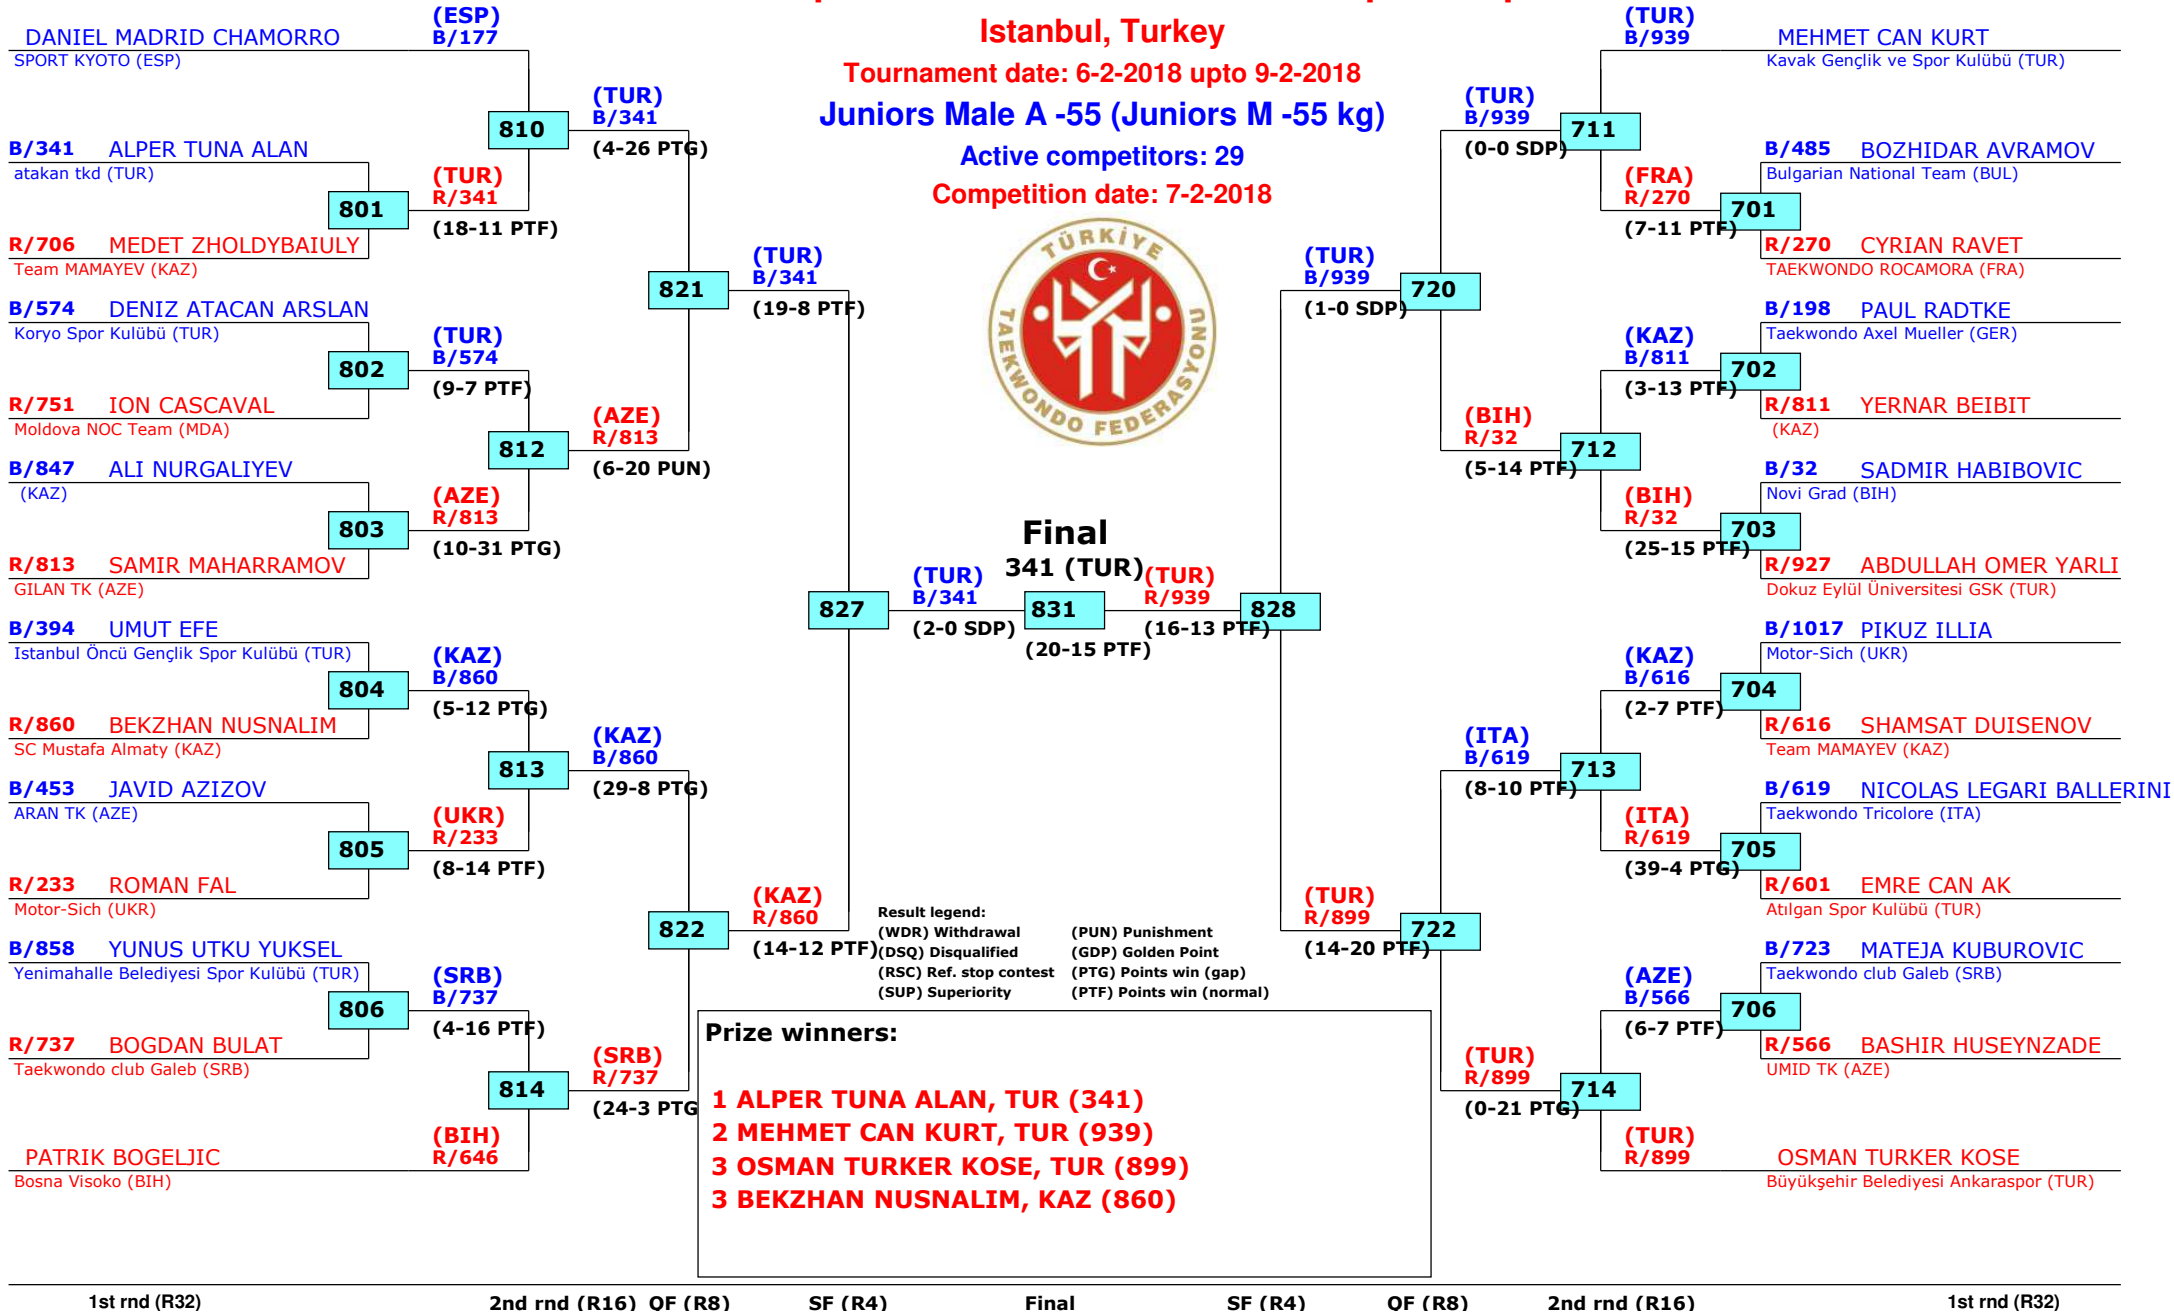 Istanbul, Turkey
Tournament date: 6-2-2018 upto 9-2-2018
Juniors Male A -55 (Juniors M -55 kg)
Active competitors: 29
Competition date: 7-2-2018
TÜRKİYE
TAEKWONDO FEDERASYONU
DANIEL MADRID CHAMORRO
SPORT KYOTO (ESP)
B/341 ALPER TUNA ALAN
atakan tkd (TUR)
801
R/706 MEDET ZHOLDYBAIULY
Team MAMAYEV (KAZ)
B/574 DENIZ ATACAN ARSLAN
Koryo Spor Kulübü (TUR)
802
R/751 ION CASCAVAL
Moldova NOC Team (MDA)
B/847 ALI NURGALIYEV
(KAZ)
803
R/813 SAMIR MAHARRAMOV
GILAN TK (AZE)
B/394 UMUT EFE
Istanbul Öncü Gençlik Spor Kulübü (TUR)
804
R/860 BEKZHAN NUSNALIM
SC Mustafa Almaty (KAZ)
B/453 JAVID AZIZOV
ARAN TK (AZE)
805
R/233 ROMAN FAL
Motor-Sich (UKR)
B/858 YUNUS UTKU YUKSEL
Yenimahalle Belediyesi Spor Kulübü (TUR)
806
R/737 BOGDAN BULAT
Taekwondo club Galeb (SRB)
PATRIK BOGELJIC
Bosna Visoko (BIH)
(ESP)
B/177
810
(TUR)
R/341
(18-11 PTF)
(TUR)
B/574
(9-7 PTF)
812
(AZE)
R/813
(10-31 PTG)
(KAZ)
B/860
(5-12 PTG)
813
(UKR)
R/233
(8-14 PTF)
(SRB)
B/737
(4-16 PTF)
814
(BIH)
R/646
(TUR)
B/341
(4-26 PTG)
821
(AZE)
R/813
(6-20 PUN)
(KAZ)
B/860
(29-8 PTG)
822
(SRB)
R/737
(24-3 PTG
(TUR)
B/341
(19-8 PTF)
827
(KAZ)
R/860
(14-12 PTF)
(TUR)
B/341
(2-0 SDP)
Final
341 (TUR)
831
(20-15 PTF)
(TUR)
R/939
(16-13 PTF)
828
(TUR)
B/939
(1-0 SDP)
720
(TUR)
R/899
(14-20 PTF)
722
(TUR)
B/939
(0-0 SDP)
711
(BIH)
R/32
(5-14 PTF)
712
(ITA)
B/619
(8-10 PTF)
713
(TUR)
R/899
(0-21 PTG)
714
(TUR)
B/939
(FRA)
R/270
(7-11 PTF)
701
(KAZ)
B/811
(3-13 PTF)
702
(BIH)
R/32
(25-15 PTF)
703
(KAZ)
B/616
(2-7 PTF)
704
(ITA)
R/619
(39-4 PTG)
705
(AZE)
B/566
(6-7 PTF)
706
(TUR)
R/899
MEHMET CAN KURT
Kavak Gençlik ve Spor Kulübü (TUR)
B/485 BOZHIDAR AVRAMOV
Bulgarian National Team (BUL)
R/270 CYRIAN RAVET
TAEKWONDO ROCAMORA (FRA)
B/198 PAUL RADTKE
Taekwondo Axel Mueller (GER)
R/811 YERNAR BEIBIT
(KAZ)
B/32 SADMIR HABIBOVIC
Novi Grad (BIH)
R/927 ABDULLAH OMER YARLI
Dokuz Eylül Üniversitesi GSK (TUR)
B/1017 PIKUZ ILLIA
Motor-Sich (UKR)
R/616 SHAMSAT DUISENOV
Team MAMAYEV (KAZ)
B/619 NICOLAS LEGARI BALLERINI
Taekwondo Tricolore (ITA)
R/601 EMRE CAN AK
Atılgan Spor Kulübü (TUR)
B/723 MATEJA KUBUROVIC
Taekwondo club Galeb (SRB)
R/566 BASHIR HUSEYNZADE
UMID TK (AZE)
OSMAN TURKER KOSE
Büyükşehir Belediyesi Ankaraspor (TUR)
Result legend:
(WDR) Withdrawal (PUN) Punishment
(DSQ) Disqualified (GDP) Golden Point
(RSC) Ref. stop contest (PTG) Points win (gap)
(SUP) Superiority (PTF) Points win (normal)
Prize winners:
1 ALPER TUNA ALAN, TUR (341)
2 MEHMET CAN KURT, TUR (939)
3 OSMAN TURKER KOSE, TUR (899)
3 BEKZHAN NUSNALIM, KAZ (860)
1st rnd (R32) 2nd rnd (R16) QF (R8) SF (R4) Final SF (R4) QF (R8) 2nd rnd (R16) 1st rnd (R32)